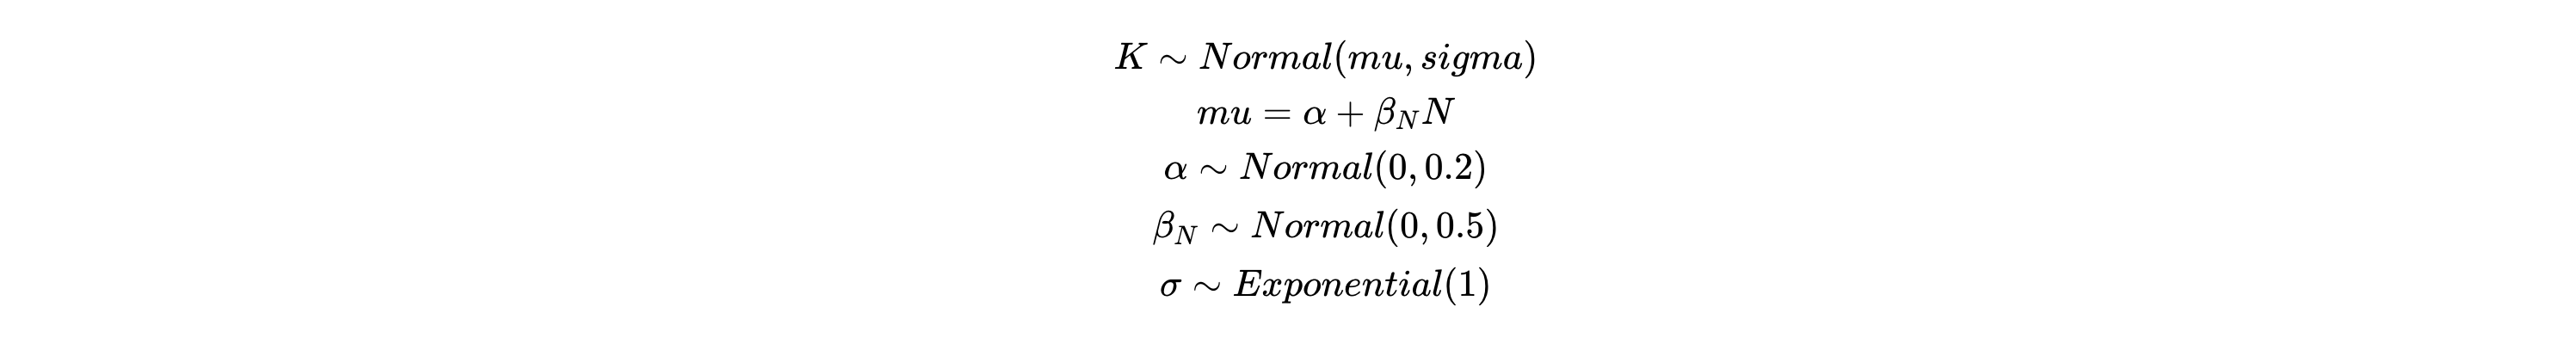 K ∼ Normal(mu, sigma)
mu = α + β_N N
α ∼ Normal(0, 0.2)
β_N ∼ Normal(0, 0.5)
σ ∼ Exponential(1)